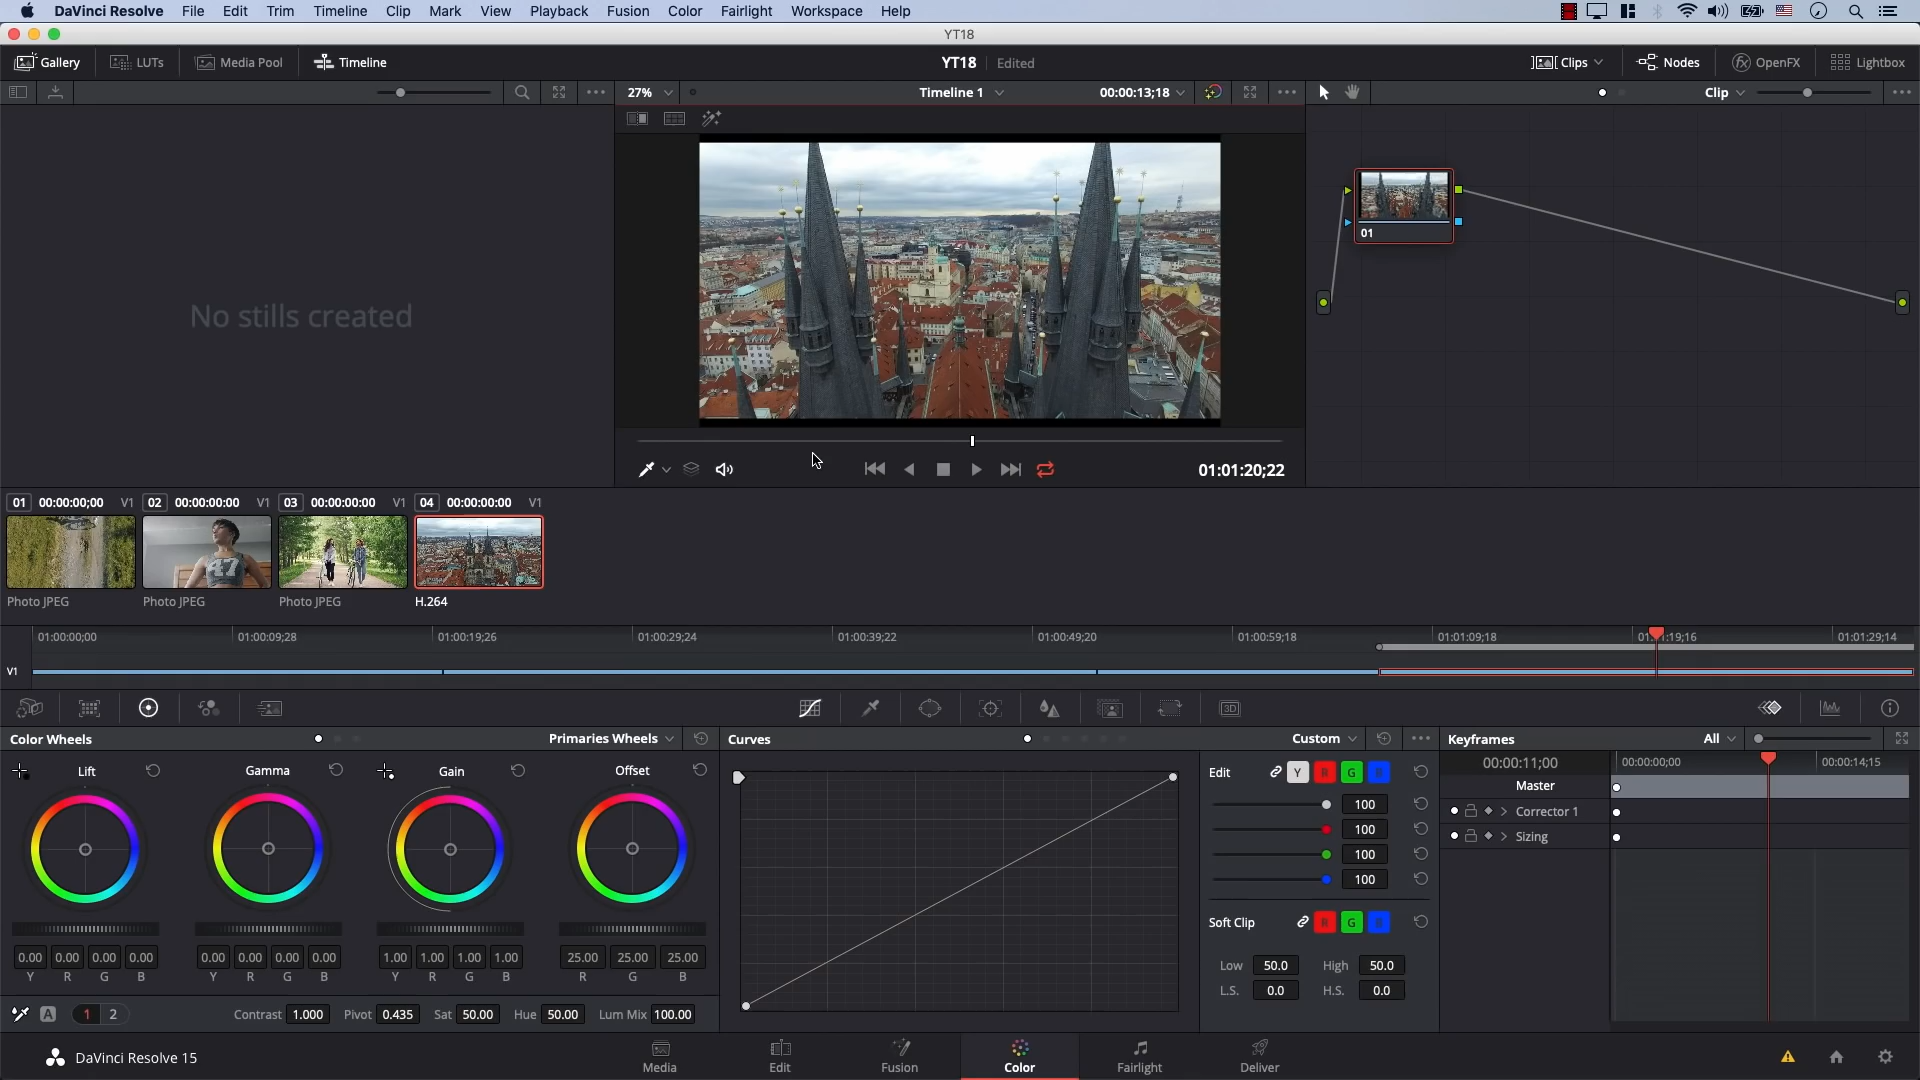 DaVinci Resolve File Edit Trim Timeline Clip Mark View Playback Fusion Color Fairlight Workspace Help
YT18
Gallery LUTs Media Pool Timeline YT18 Edited Clips Nodes OpenFX Lightbox
27% Timeline 1 00:00:13;18 Clip
01
No stills created
01:01:20;22
01 00:00:00;00 V1 02 00:00:00:00 V1 03 00:00:00:00 V1 04 00:00:00:00 V1
47
Photo JPEG Photo JPEG Photo JPEG H.264
01:00:00;00 01:00:09;28 01:00:19;26 01:00:29;24 01:00:39;22 01:00:49;20 01:00:59;18 01:01:09;18 01:01:19;16 01:01:29;14
V1
3D
Color Wheels Primaries Wheels Curves Custom Keyframes All
Lift Gamma Gain Offset Edit Y R G B 00:00:11;00 00:00:00;00 00:00:14;15
Master
100 Corrector 1
100 Sizing
100
100
Soft Clip R G B
0.00 0.00 0.00 0.00 0.00 0.00 0.00 0.00 1.00 1.00 1.00 1.00 25.00 25.00 25.00 Low 50.0 High 50.0
Y R G B Y R G B Y R G B R G B L.S. 0.0 H.S. 0.0
A 1 2 Contrast 1.000 Pivot 0.435 Sat 50.00 Hue 50.00 Lum Mix 100.00
DaVinci Resolve 15 Media Edit Fusion Color Fairlight Deliver